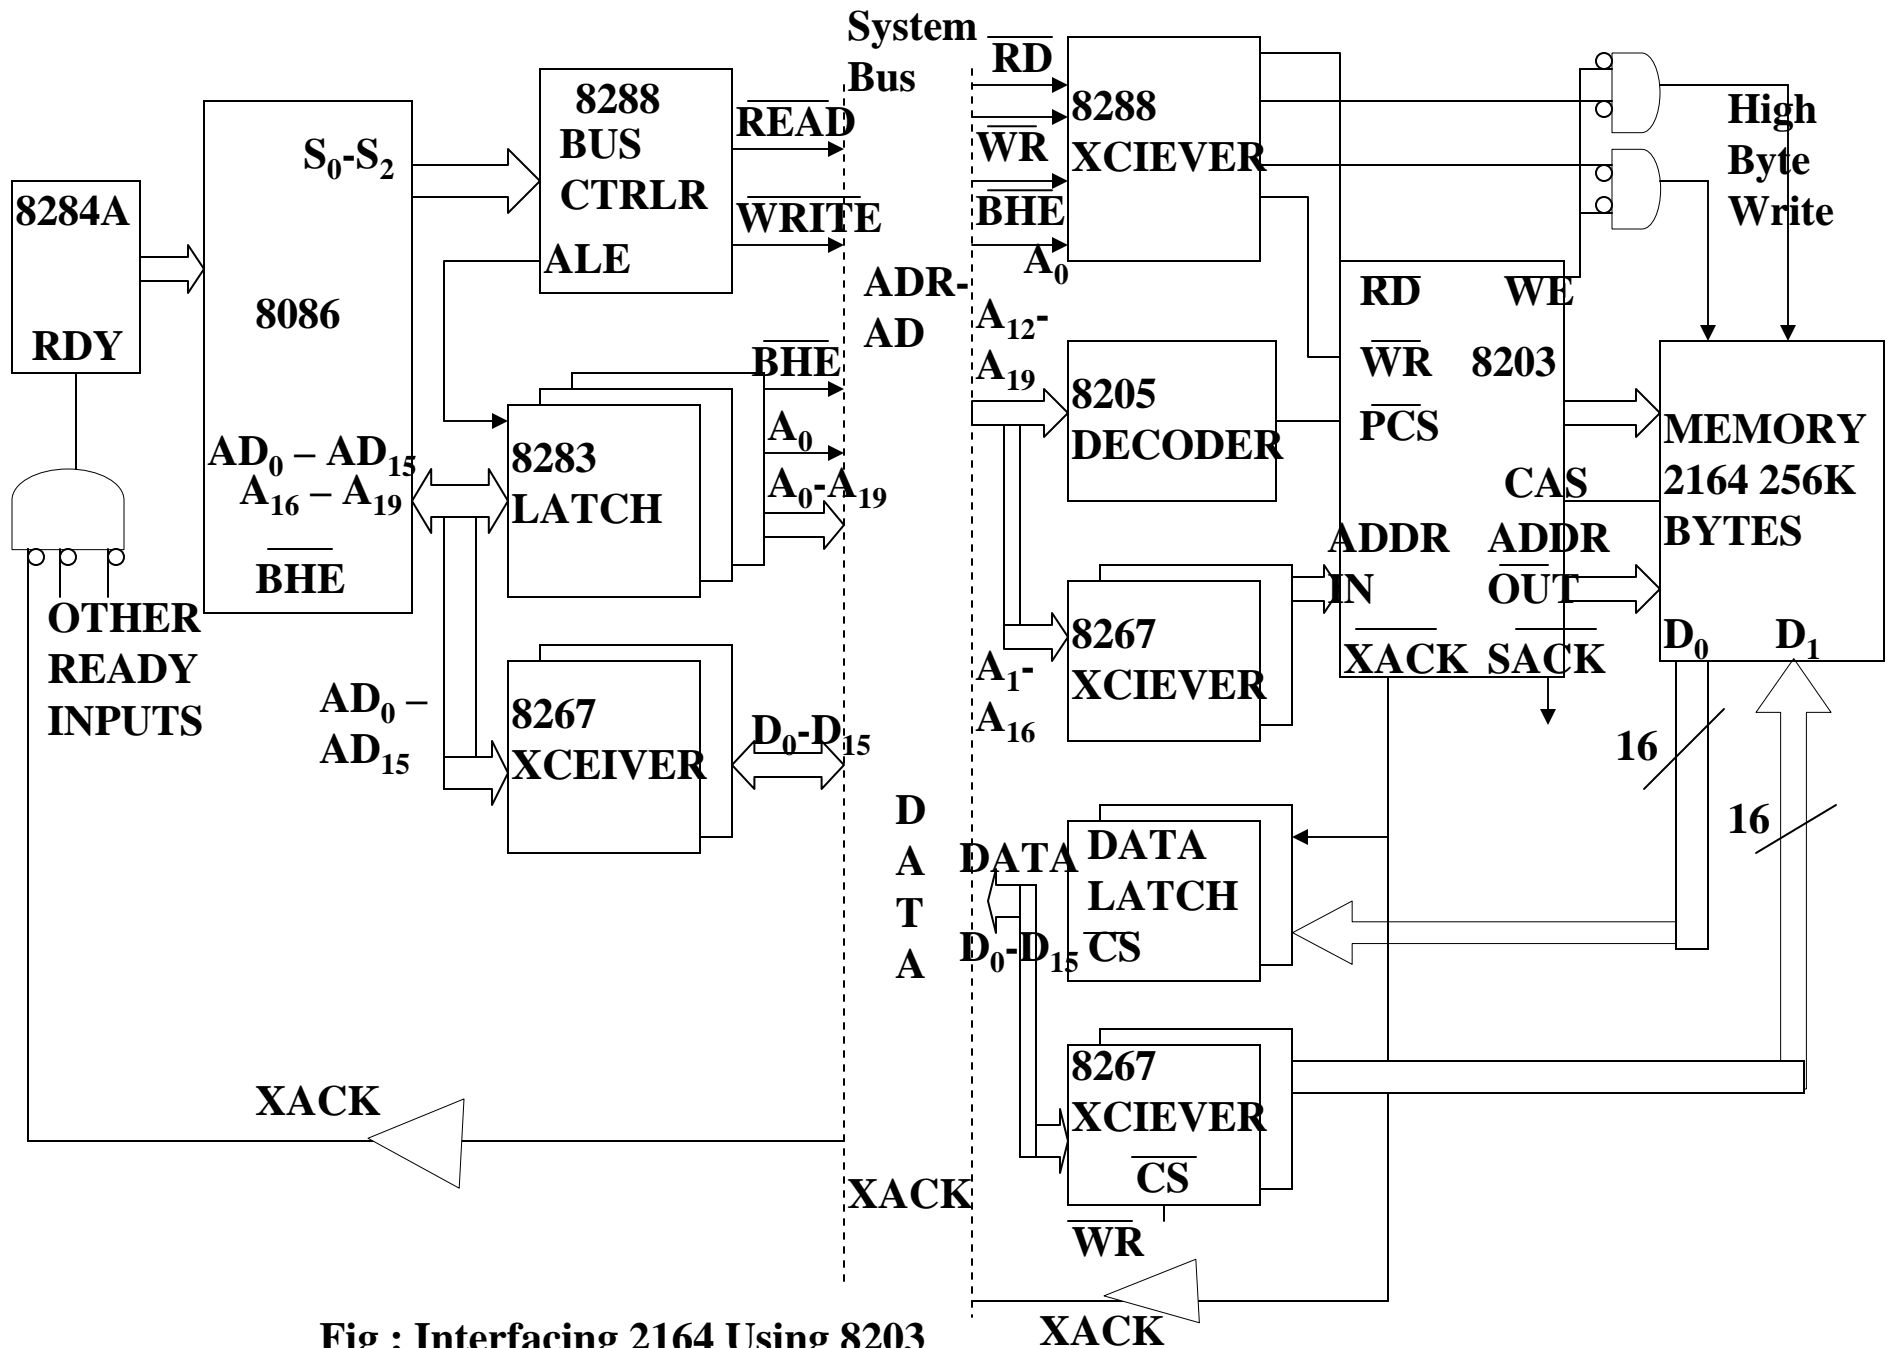 System
Bus
8284A
RDY
S0-S2
8086
AD0 – AD15
A16 – A19
BHE
OTHER
READY
INPUTS
8288
BUS
CTRLR
ALE
READ
WRITE
BHE
8283
LATCH
A0
A0-A19
AD0 –
AD15
8267
XCEIVER
D0-D15
XACK
ADR-
AD
D
A
T
A
XACK
RD
WR
BHE
A0
8288
XCIEVER
A12-
A19
8205
DECODER
A1-
A16
8267
XCIEVER
DATA
D0-D15
DATA
LATCH
CS
8267
XCIEVER
CS
WR
XACK
RD
WE
WR
8203
PCS
CAS
ADDR
IN
ADDR
OUT
XACK
SACK
High
Byte
Write
MEMORY
2164 256K
BYTES
D0
D1
16
16
Fig : Interfacing 2164 Using 8203